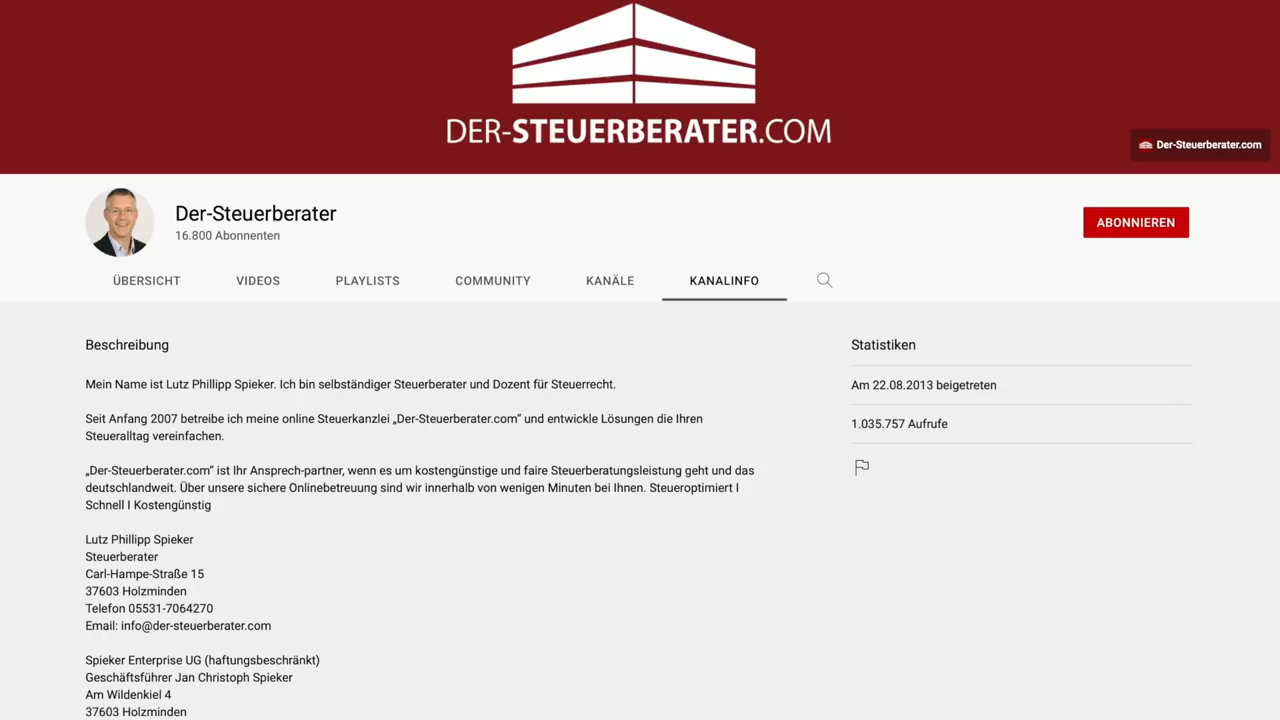 DER-STEUERBERATER.COM
Der-Steuerberater.com
Der-Steuerberater
16.800 Abonnenten
ABONNIEREN
ÜBERSICHT
VIDEOS
PLAYLISTS
COMMUNITY
KANÄLE
KANALINFO
Beschreibung
Mein Name ist Lutz Phillipp Spieker. Ich bin selbständiger Steuerberater und Dozent für Steuerrecht.
Seit Anfang 2007 betreibe ich meine online Steuerkanzlei „Der-Steuerberater.com“ und entwickle Lösungen die Ihren
Steueralltag vereinfachen.
„Der-Steuerberater.com“ ist Ihr Ansprech-partner, wenn es um kostengünstige und faire Steuerberatungsleistung geht und das
deutschlandweit. Über unsere sichere Onlinebetreuung sind wir innerhalb von wenigen Minuten bei Ihnen. Steueroptimiert I
Schnell I Kostengünstig
Lutz Phillipp Spieker
Steuerberater
Carl-Hampe-Straße 15
37603 Holzminden
Telefon 05531-7064270
Email: info@der-steuerberater.com
Spieker Enterprise UG (haftungsbeschränkt)
Geschäftsführer Jan Christoph Spieker
Am Wildenkiel 4
37603 Holzminden
Statistiken
Am 22.08.2013 beigetreten
1.035.757 Aufrufe